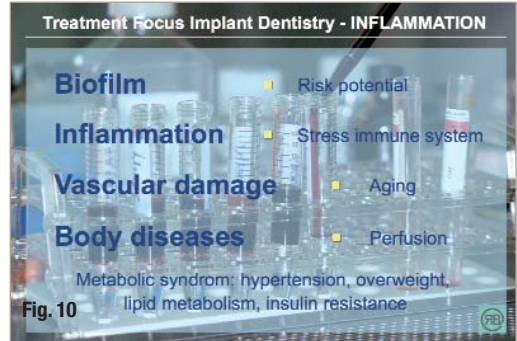 Treatment Focus Implant Dentistry - INFLAMMATION
Biofilm Risk potential
Inflammation Stress immune system
Vascular damage Aging
Body diseases Perfusion
Metabolic syndrom: hypertension, overweight,
lipid metabolism, insulin resistance
Fig. 10